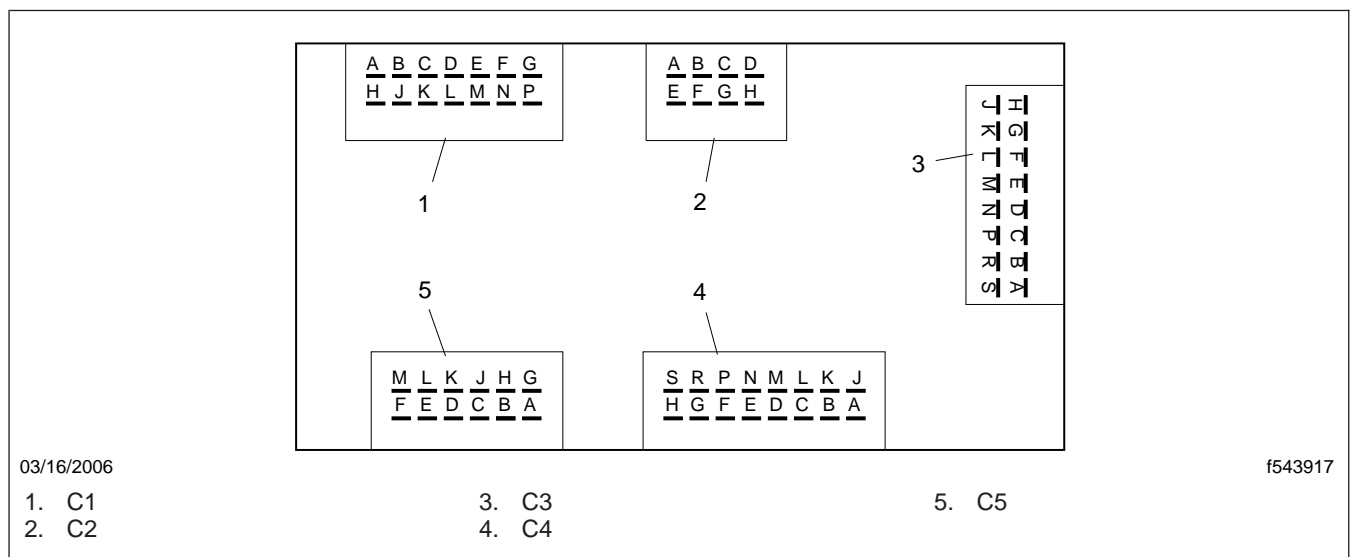 A B C D E F G
H J K L M N P
1
A B C D
E F G H
2
3
J H
K G
L F
M E
N D
P C
R B
S A
5
M L K J H G
F E D C B A
4
S R P N M L K J
H G F E D C B A
03/16/2006
f543917
1. C1
2. C2
3. C3
4. C4
5. C5